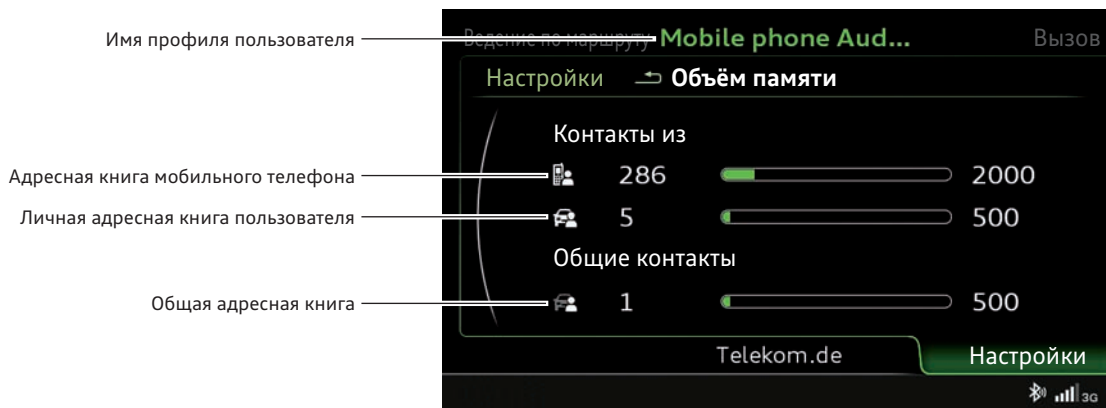 Имя профиля пользователя
Ведение по маршруту Mobile phone Aud... Вызов
Настройки Объём памяти
Контакты из
Адресная книга мобильного телефона 286 2000
Личная адресная книга пользователя 5 500
Общие контакты
Общая адресная книга 1 500
Telekom.de Настройки
3G